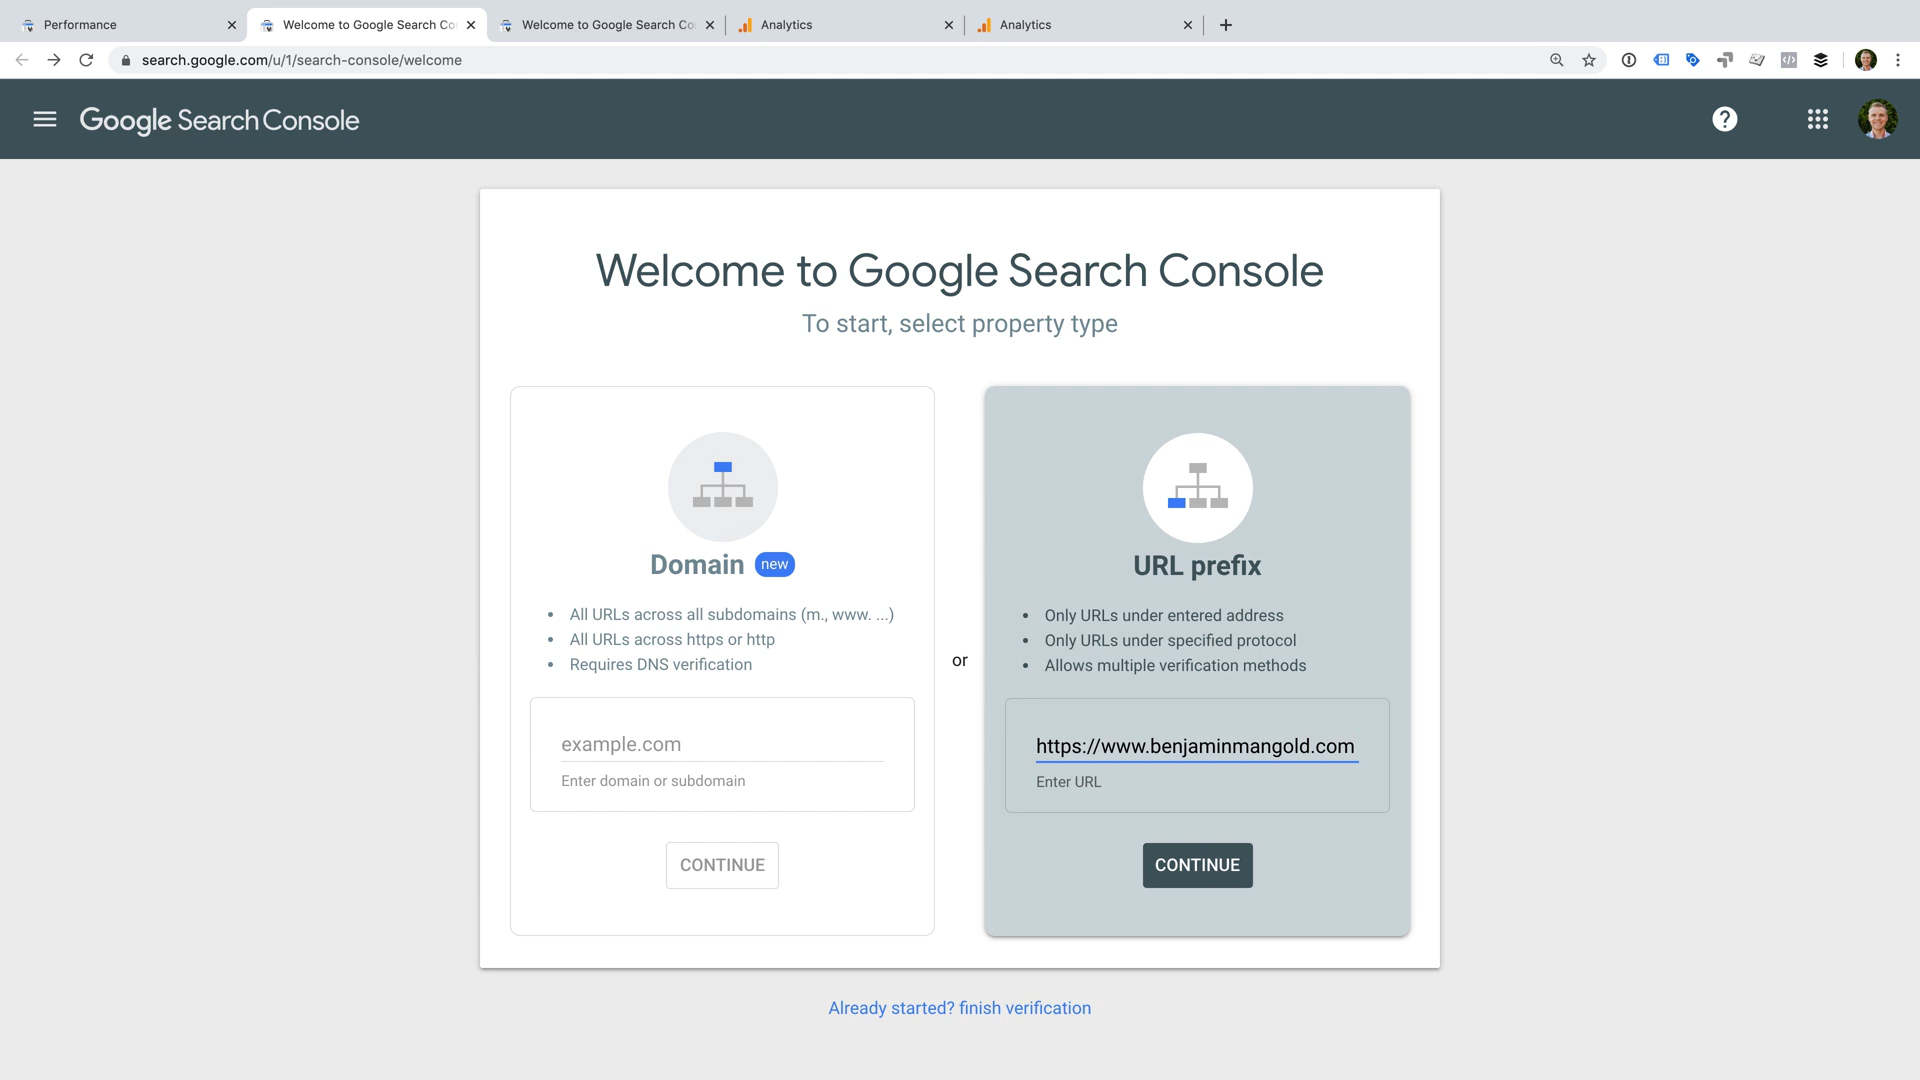 Performance
Welcome to Google Search Co
Welcome to Google Search Co
Analytics
Analytics
search.google.com/u/1/search-console/welcome
Google Search Console
Welcome to Google Search Console
To start, select property type
Domain new
• All URLs across all subdomains (m., www. ...)
• All URLs across https or http
• Requires DNS verification
example.com
Enter domain or subdomain
CONTINUE
or
URL prefix
• Only URLs under entered address
• Only URLs under specified protocol
• Allows multiple verification methods
https://www.benjaminmangold.com
Enter URL
CONTINUE
Already started? finish verification